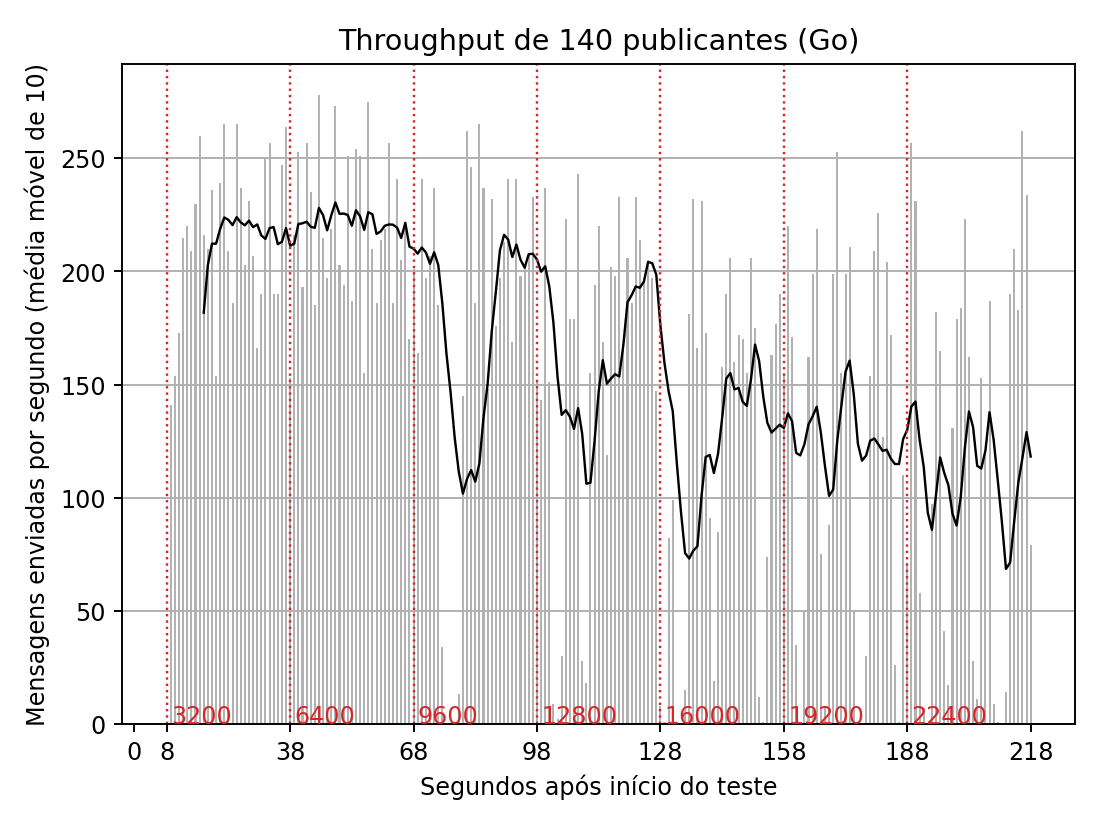 Throughput de 140 publicantes (Go)
Mensagens enviadas por segundo (média móvel de 10)
250
200
150
100
50
0
3200 6400 9600 12800 16000 19200 22400
0 8 38 68 98 128 158 188 218
Segundos após início do teste